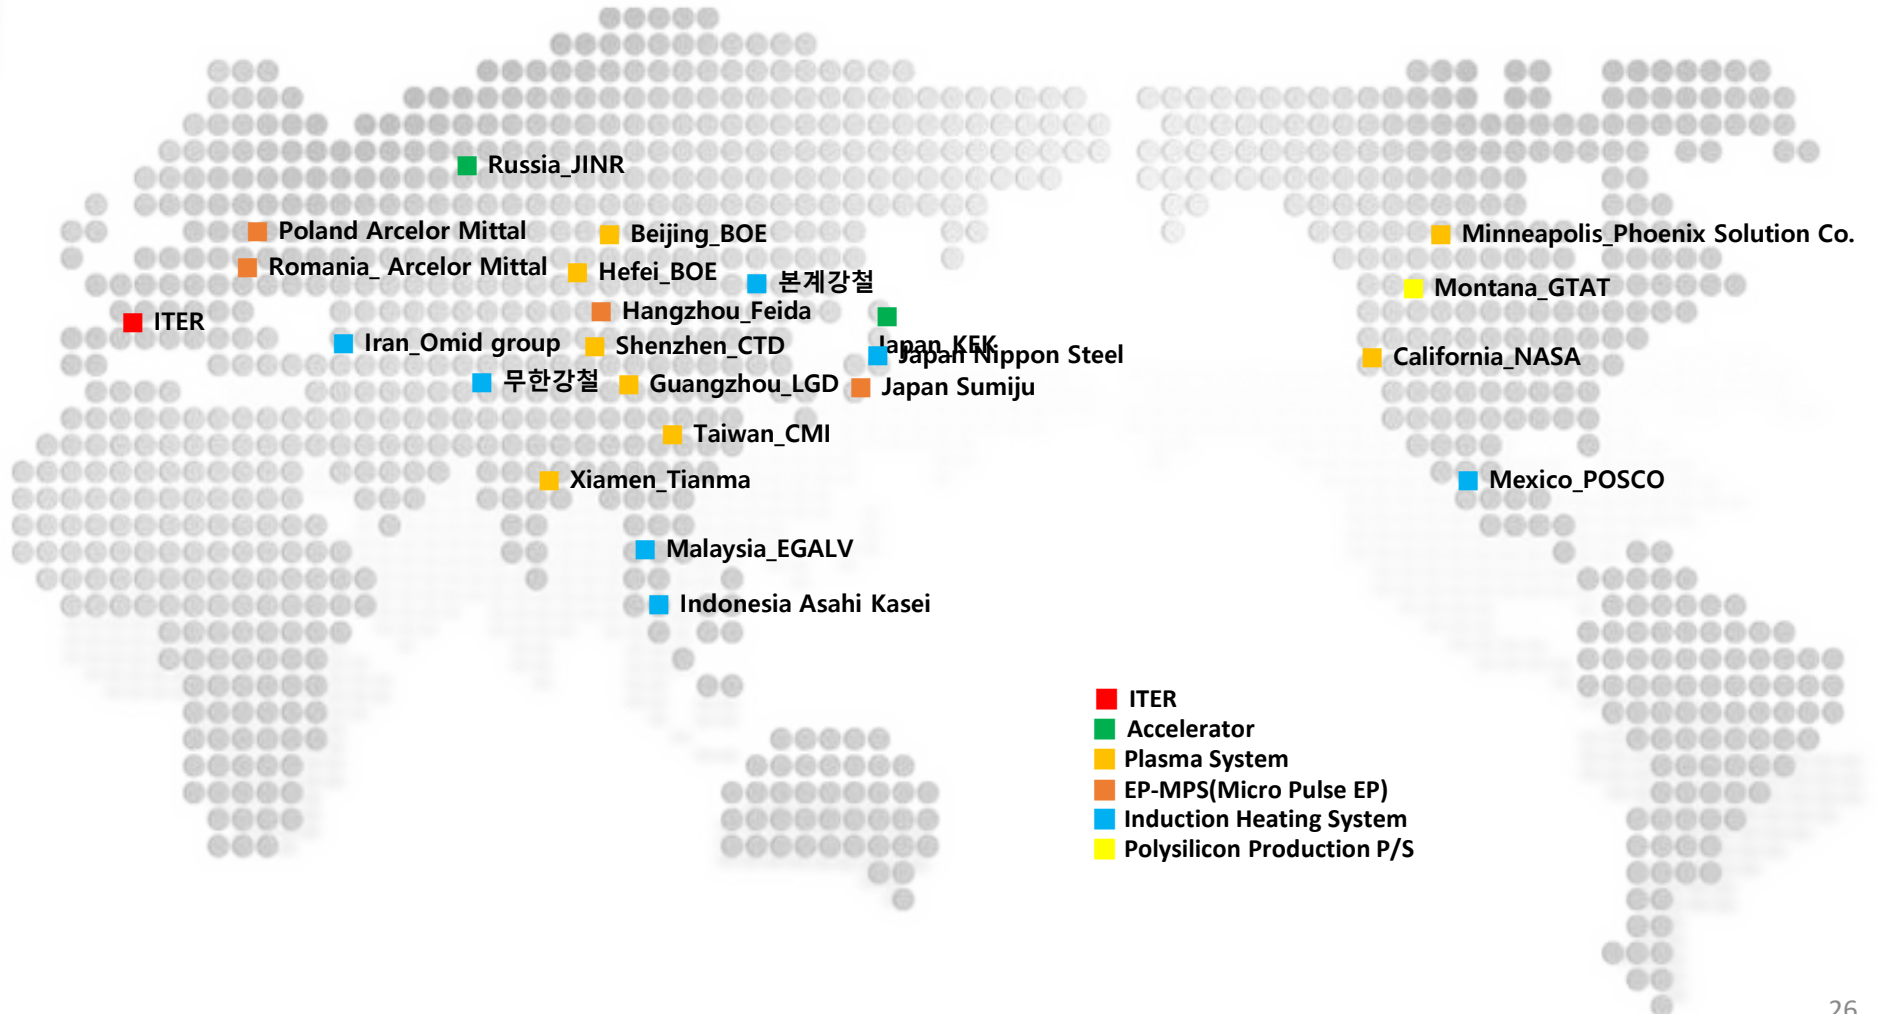 Russia_JINR
Poland Arcelor Mittal
Beijing_BOE
Minneapolis_Phoenix Solution Co.
Romania_ Arcelor Mittal
Hefei_BOE
본계강철
Montana_GTAT
Hangzhou_Feida
ITER
Iran_Omid group
Shenzhen_CTD
Japan_KEK
Japan Nippon Steel
California_NASA
무한강철
Guangzhou_LGD
Japan Sumiju
Taiwan_CMI
Xiamen_Tianma
Mexico_POSCO
Malaysia_EGALV
Indonesia Asahi Kasei
ITER
Accelerator
Plasma System
EP-MPS(Micro Pulse EP)
Induction Heating System
Polysilicon Production P/S
26